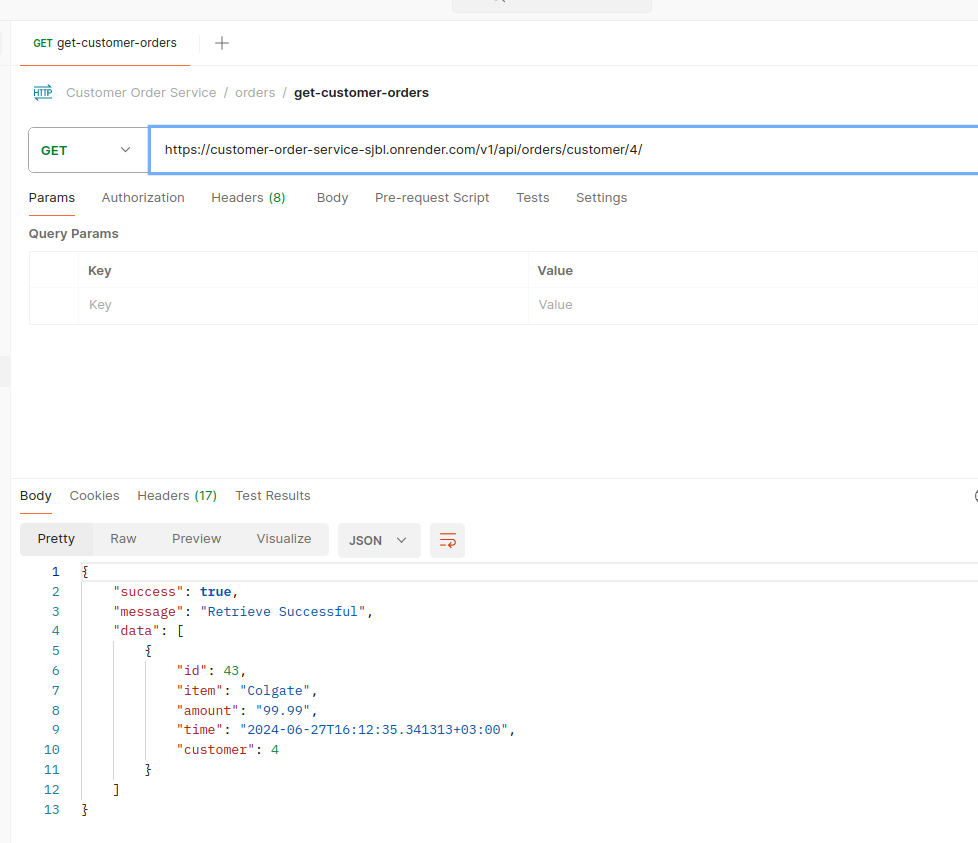 GET get-customer-orders
HTTP Customer Order Service / orders / get-customer-orders
GET https://customer-order-service-sjbl.onrender.com/v1/api/orders/customer/4/
Params Authorization Headers (8) Body Pre-request Script Tests Settings
Query Params
Key Value
Key Value
Body Cookies Headers (17) Test Results
Pretty Raw Preview Visualize JSON
1 {
2 "success": true,
3 "message": "Retrieve Successful",
4 "data": [
5 {
6 "id": 43,
7 "item": "Colgate",
8 "amount": "99.99",
9 "time": "2024-06-27T16:12:35.341313+03:00",
10 "customer": 4
11 }
12 ]
13 }